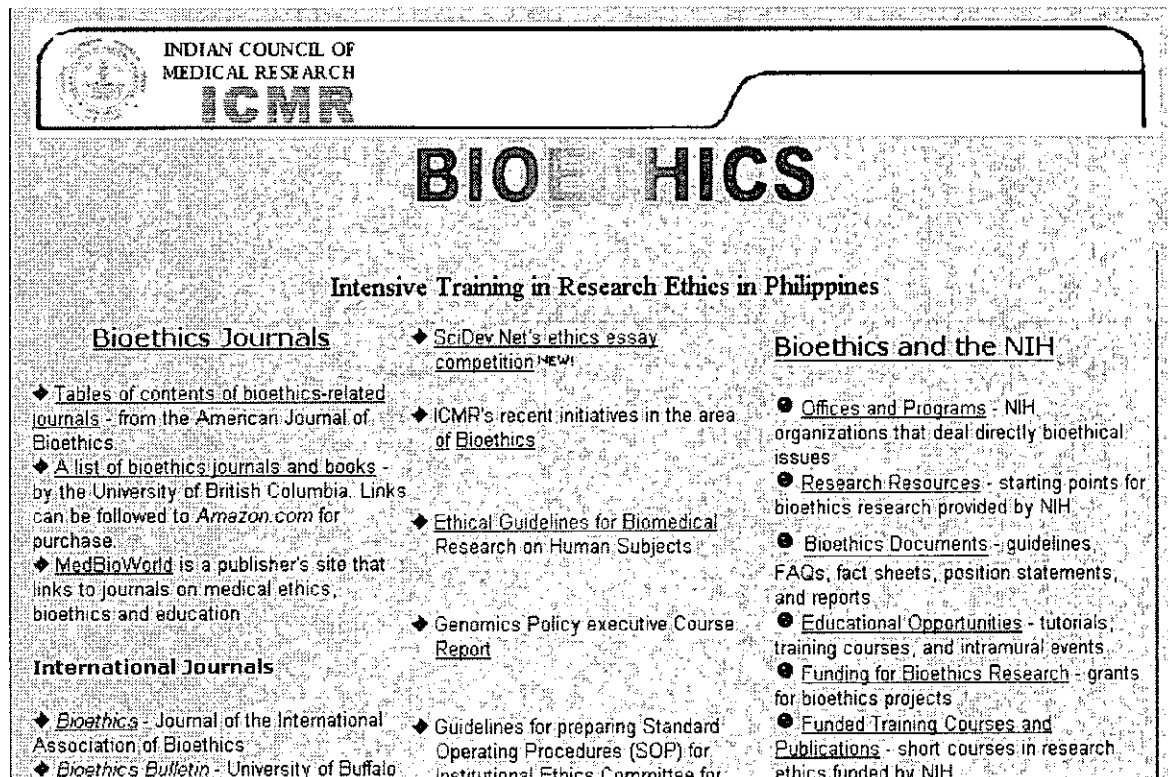 INDIAN COUNCIL OF
MEDICAL RESEARCH
ICMR
BIOETHICS
Intensive Training in Research Ethics in Philippines
Bioethics Journals
◆ Tables of contents of bioethics-related
journals - from the American Journal of
Bioethics
◆ A list of bioethics journals and books -
by the University of British Columbia. Links
can be followed to Amazon.com for
purchase.
◆ MedBioWorld is a publisher's site that
links to journals on medical ethics,
bioethics and education
International Journals
◆ Bioethics - Journal of the International
Association of Bioethics
◆ Bioethics Bulletin - University of Buffalo
◆ SciDev Net's ethics essay
competition NEW!
◆ ICMR's recent initiatives in the area
of Bioethics
◆ Ethical Guidelines for Biomedical
Research on Human Subjects
◆ Genomics Policy executive Course
Report
◆ Guidelines for preparing Standard
Operating Procedures (SOP) for
Institutional Ethics Committee for
Bioethics and the NIH
● Offices and Programs - NIH
organizations that deal directly bioethical
issues
● Research Resources - starting points for
bioethics research provided by NIH
● Bioethics Documents - guidelines,
FAQs, fact sheets, position statements,
and reports
● Educational Opportunities - tutorials,
training courses, and intramural events
● Funding for Bioethics Research - grants
for bioethics projects
● Funded Training Courses and
Publications - short courses in research
ethics funded by NIH